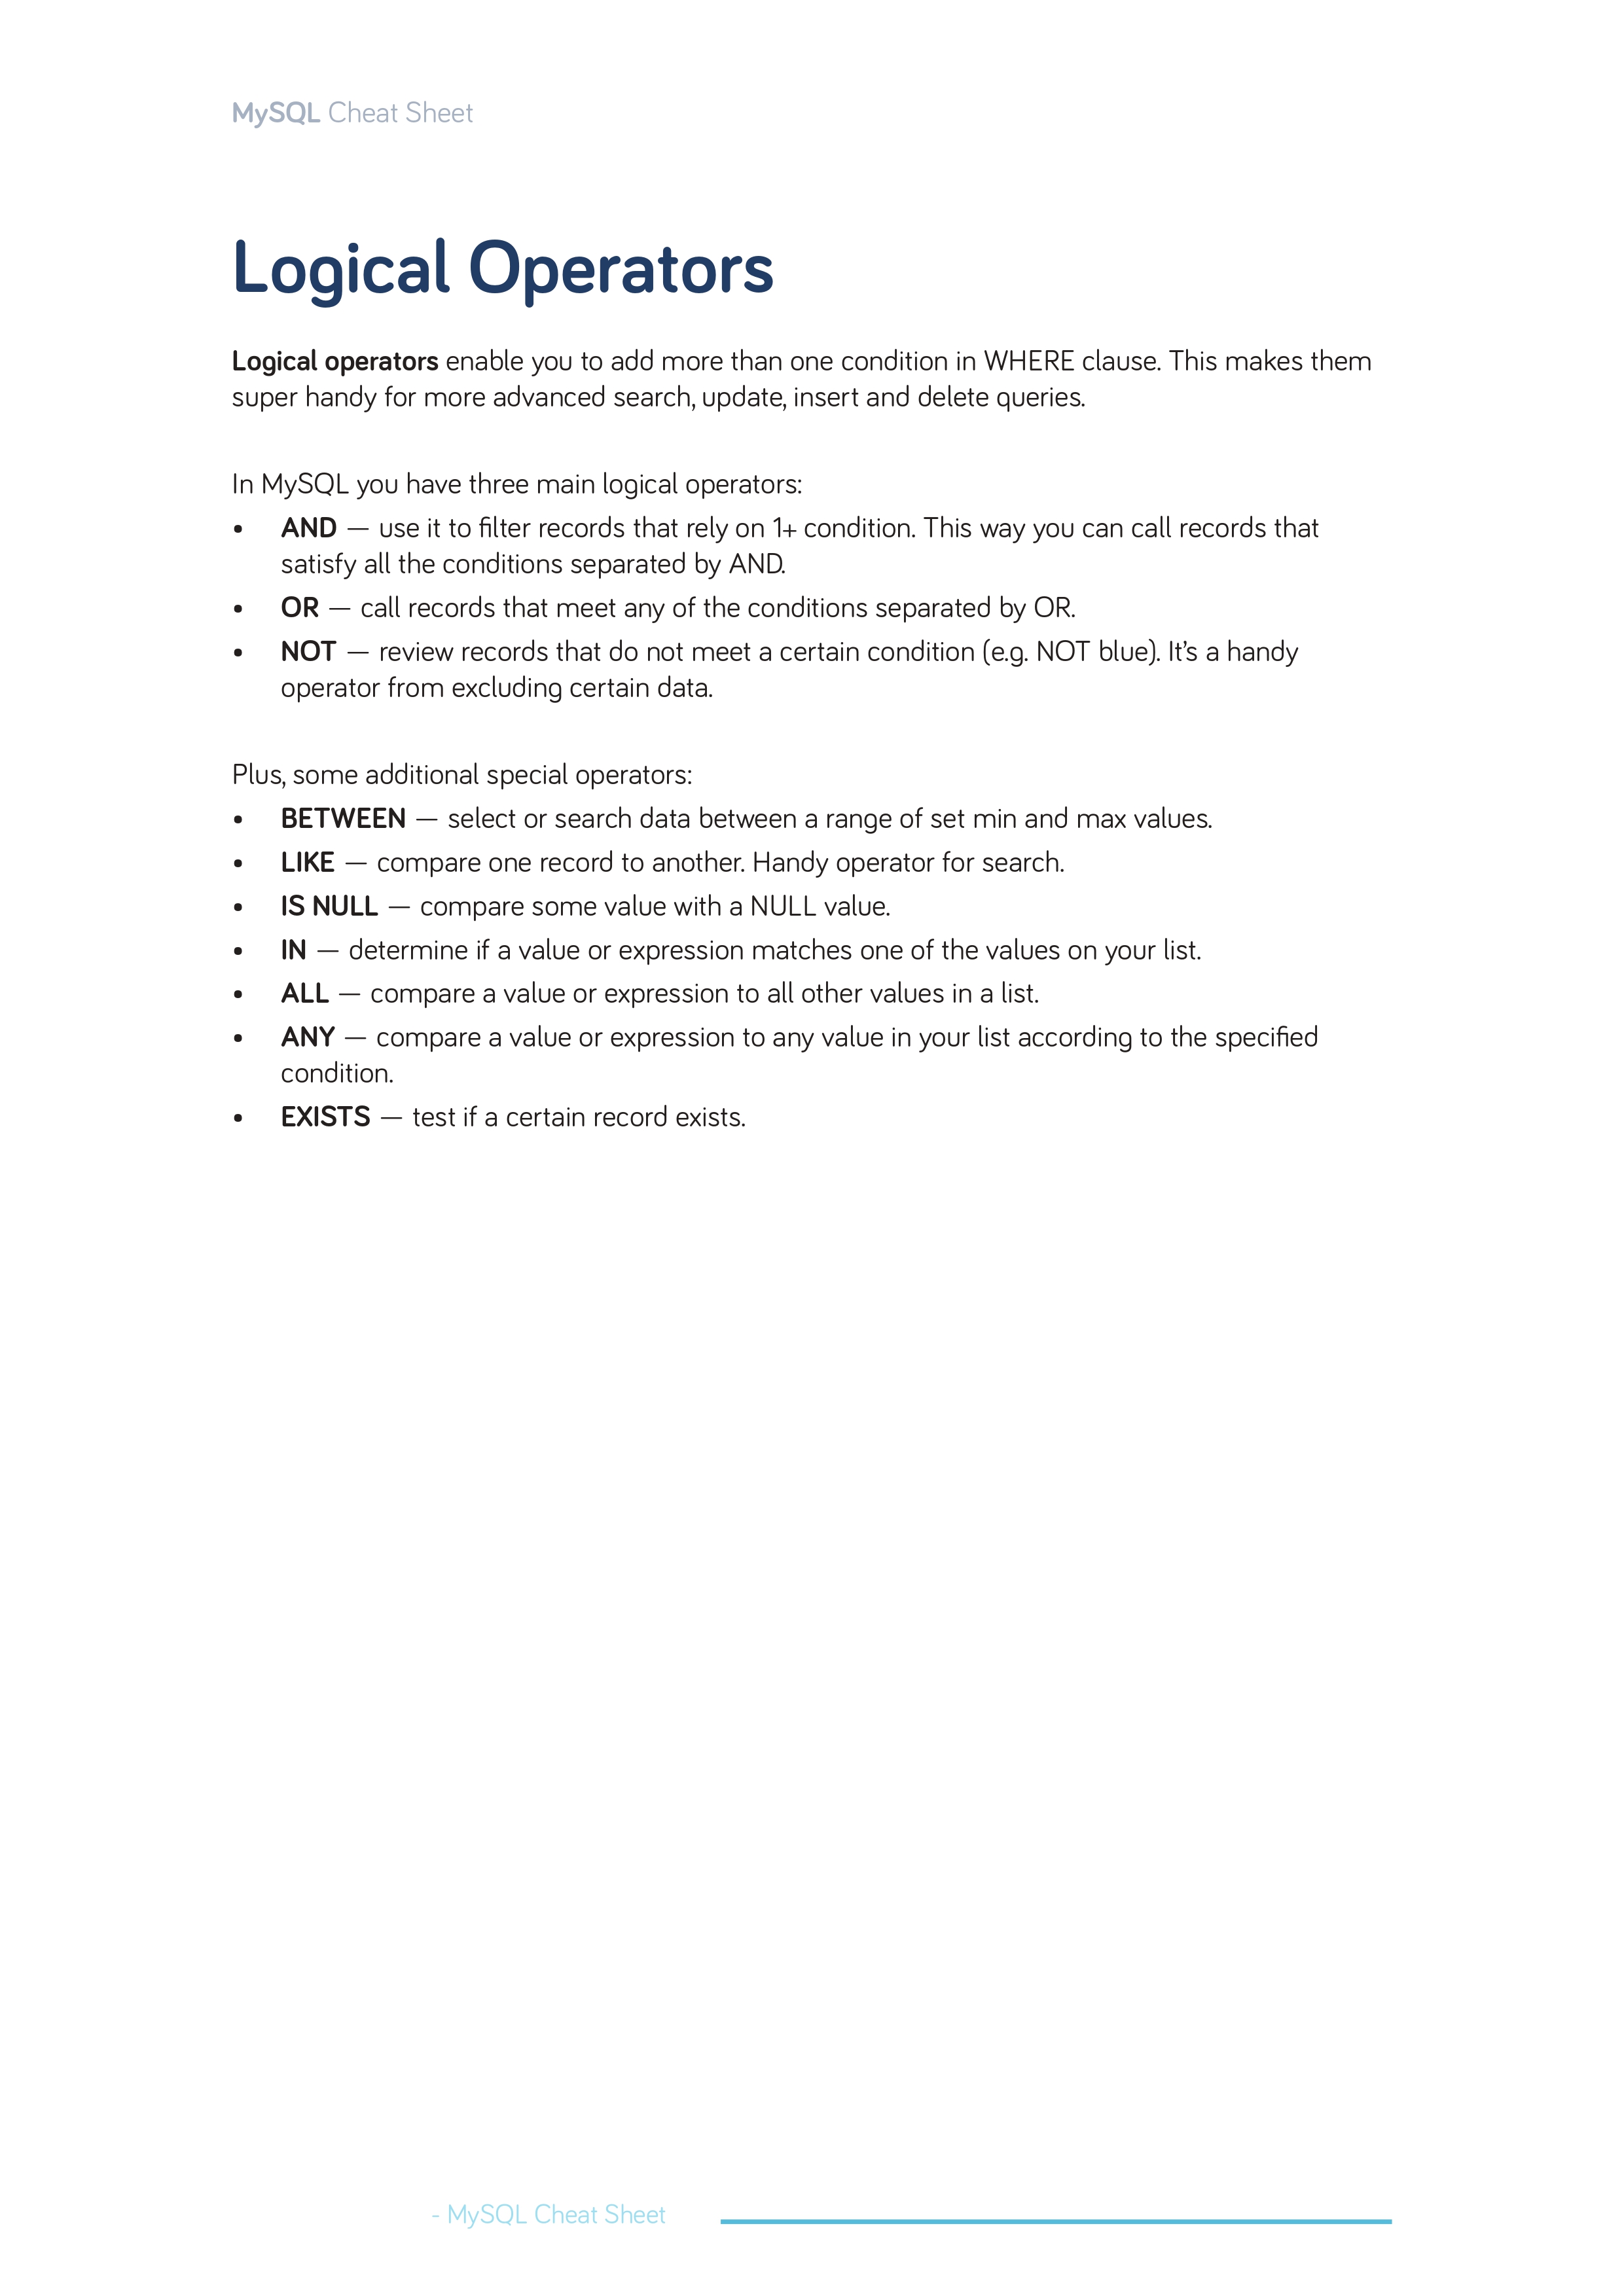 MySQL Cheat Sheet
Logical Operators
Logical operators enable you to add more than one condition in WHERE clause. This makes them
super handy for more advanced search, update, insert and delete queries.
In MySQL you have three main logical operators:
• AND — use it to filter records that rely on 1+ condition. This way you can call records that
satisfy all the conditions separated by AND.
• OR — call records that meet any of the conditions separated by OR.
• NOT — review records that do not meet a certain condition (e.g. NOT blue). It’s a handy
operator from excluding certain data.
Plus, some additional special operators:
• BETWEEN — select or search data between a range of set min and max values.
• LIKE — compare one record to another. Handy operator for search.
• IS NULL — compare some value with a NULL value.
• IN — determine if a value or expression matches one of the values on your list.
• ALL — compare a value or expression to all other values in a list.
• ANY — compare a value or expression to any value in your list according to the specified
condition.
• EXISTS — test if a certain record exists.
- MySQL Cheat Sheet